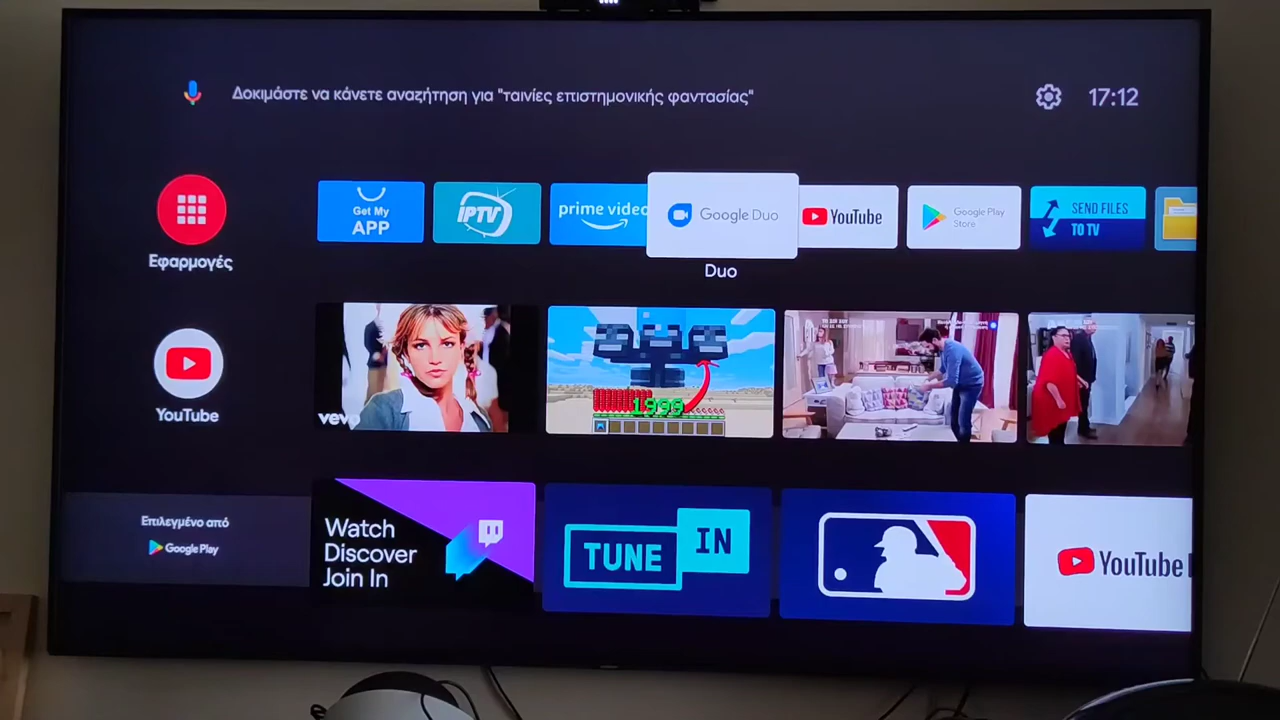 Δοκιμάστε να κάνετε αναζήτηση για "ταινίες επιστημονικής φαντασίας"
17:12
Εφαρμογές
Get My
APP
IPTV
prime video
Google Duo
YouTube
Google Play
Store
SEND FILES
TO TV
Duo
YouTube
vevo
1999
Επιλεγμένο από
Google Play
Watch
Discover
Join In
TUNE
IN
YouTube